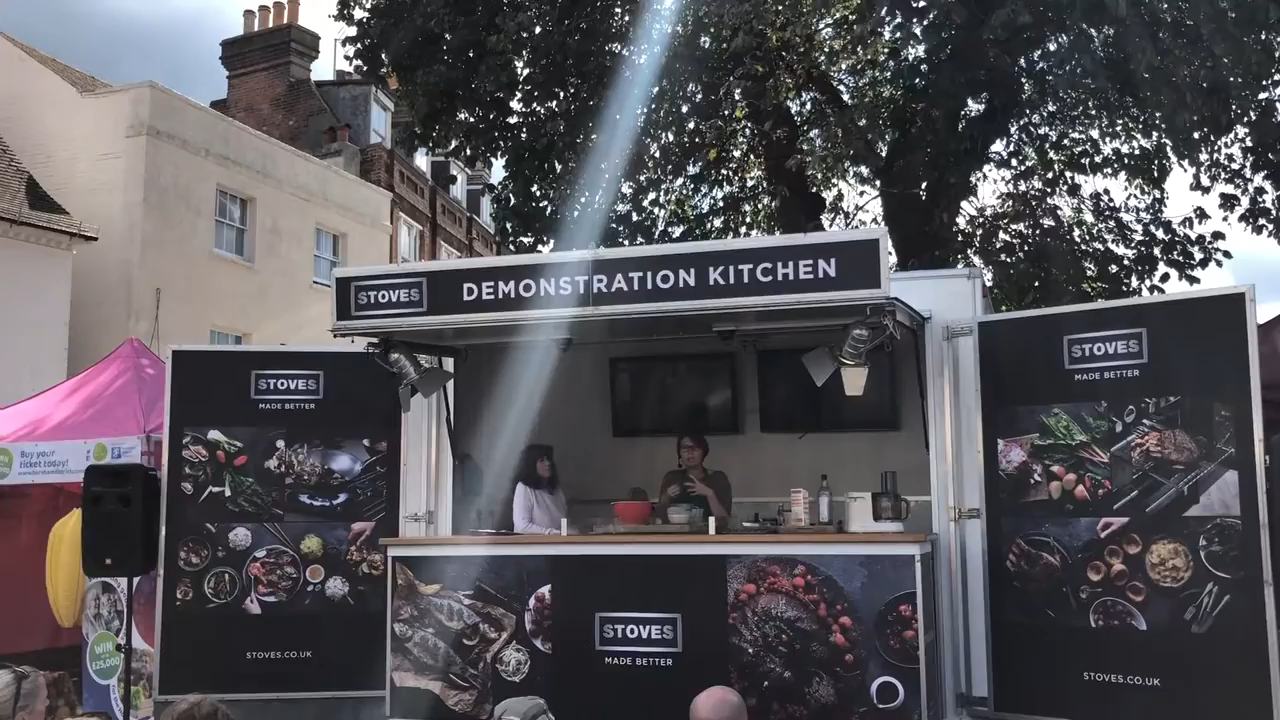 STOVES DEMONSTRATION KITCHEN
STOVES
MADE BETTER
STOVES.CO.UK
STOVES
MADE BETTER
STOVES
MADE BETTER
STOVES.CO.UK
Buy your
ticket today!
WIN
£25,000